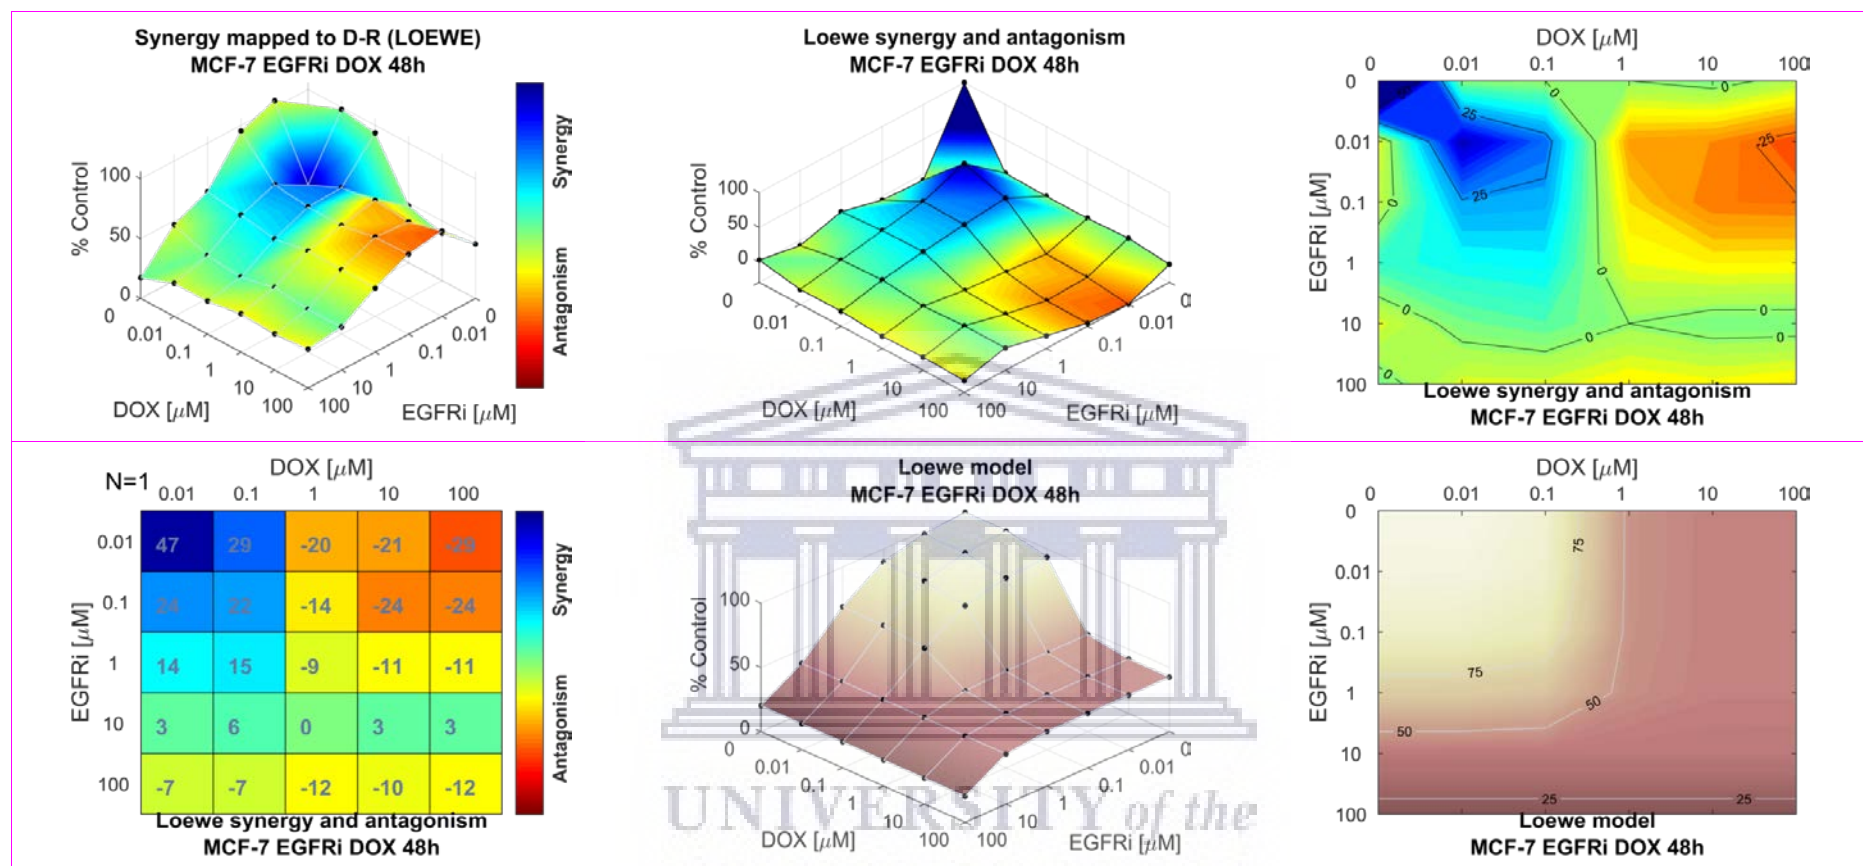 Synergy mapped to D-R (LOEWE)
MCF-7 EGFRi DOX 48h
% Control
100
50
0
0
0.01
0.1
1
10
100
DOX [μM]
100
10
1
0.1
0.01
0
EGFRi [μM]
Synergy
Antagonism
Loewe synergy and antagonism
MCF-7 EGFRi DOX 48h
% Control
100
50
0
0
0.01
0.1
1
10
100
DOX [μM]
100
10
1
0.1
0.01
0
EGFRi [μM]
DOX [μM]
0 0.01 0.1 1 10 100
EGFRi [μM]
0
0.01
0.1
1
10
100
0
0
25
-25
25
0
0
0
0
0
0
0
Loewe synergy and antagonism
MCF-7 EGFRi DOX 48h
N=1
DOX [μM]
0.01 0.1 1 10 100
EGFRi [μM]
0.01 47 29 -20 -21 -29
0.1 24 22 -14 -24 -24
1 14 15 -9 -11 -11
10 3 6 0 3 3
100 -7 -7 -12 -10 -12
Synergy
Antagonism
Loewe synergy and antagonism
MCF-7 EGFRi DOX 48h
Loewe model
MCF-7 EGFRi DOX 48h
% Control
100
50
0
0
0.01
0.1
1
10
100
DOX [μM]
100
10
1
0.1
0.01
EGFRi [μM]
DOX [μM]
0 0.01 0.1 1 10 100
EGFRi [μM]
0
0.01
0.1
1
10
100
75
75
50
50
25
25
Loewe model
MCF-7 EGFRi DOX 48h
UNIVERSITY of the